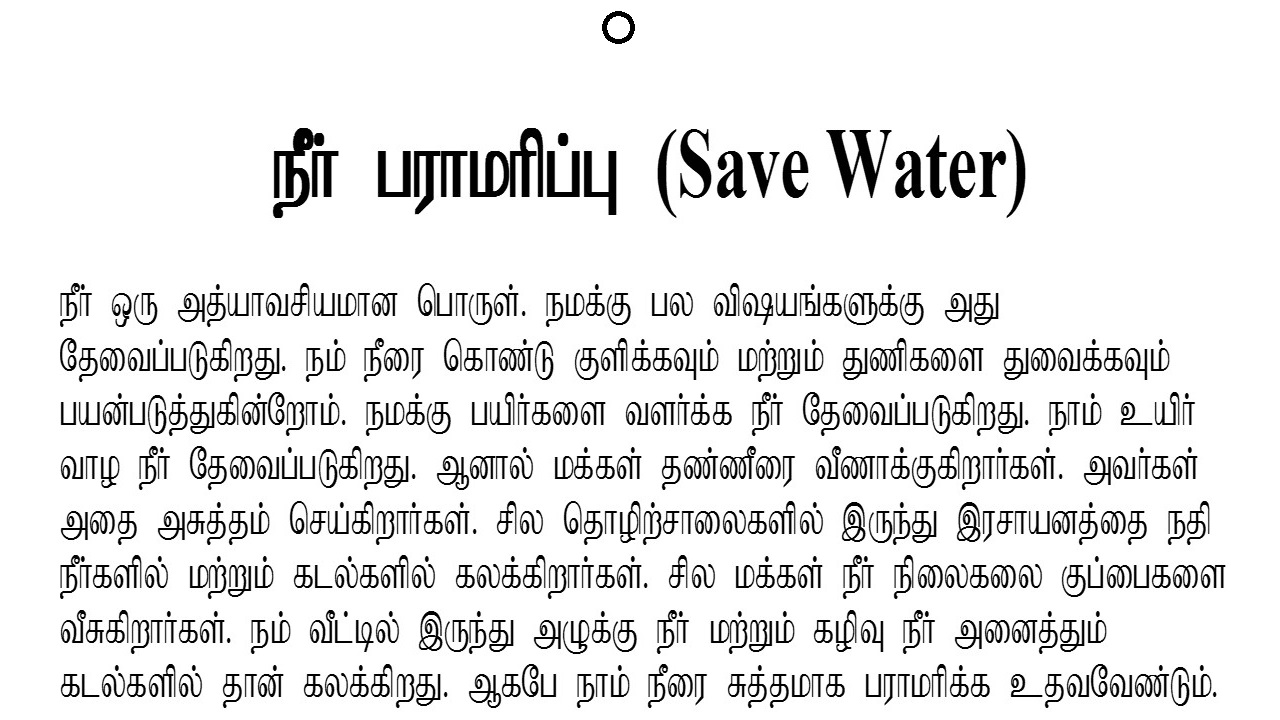 நீர் பராமரிப்பு (Save Water)
நீர் ஒரு அத்யாவசியமான பொருள். நமக்கு பல விஷயங்களுக்கு அது
தேவைப்படுகிறது. நம் நீரை கொண்டு குளிக்கவும் மற்றும் துணிகளை துவைக்கவும்
பயன்படுத்துகின்றோம். நமக்கு பயிர்களை வளர்க்க நீர் தேவைப்படுகிறது. நாம் உயிர்
வாழ நீர் தேவைப்படுகிறது. ஆனால் மக்கள் தண்ணீரை வீணாக்குகிறார்கள். அவர்கள்
அதை அசுத்தம் செய்கிறார்கள். சில தொழிற்சாலைகளில் இருந்து இரசாயனத்தை நதி
நீர்களில் மற்றும் கடல்களில் கலக்கிறார்கள். சில மக்கள் நீர் நிலைகலை குப்பைகளை
வீசுகிறார்கள். நம் வீட்டில் இருந்து அழுக்கு நீர் மற்றும் கழிவு நீர் அனைத்தும்
கடல்களில் தான் கலக்கிறது. ஆகபே நாம் நீரை சுத்தமாக பராமரிக்க உதவவேண்டும்.